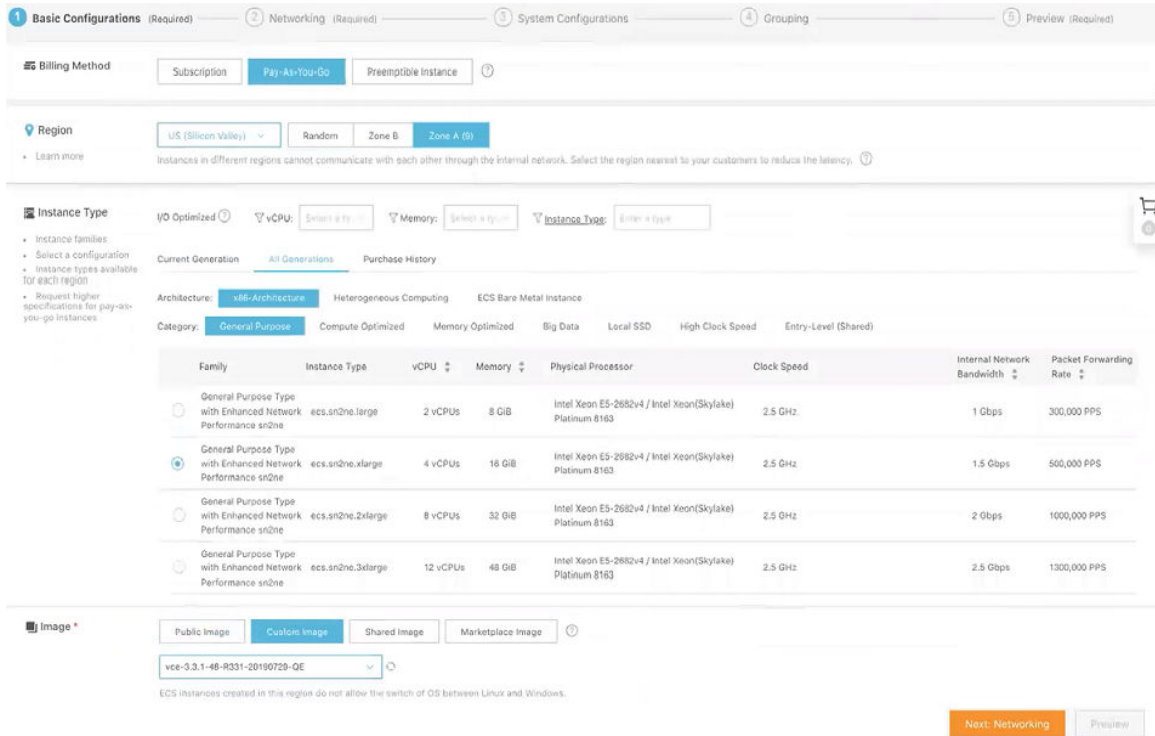 1 Basic Configurations (Required) 2 Networking (Required) 3 System Configurations 4 Grouping 5 Preview (Required)
Billing Method Subscription Pay-As-You-Go Preemptible Instance ?
Region US (Silicon Valley) Random Zone B Zone A (9)
• Learn more
Instances in different regions cannot communicate with each other through the internal network. Select the region nearest to your customers to reduce the latency. ?
Instance Type
• Instance families
• Select a configuration
• Instance types available
for each region
• Request higher
specifications for pay-as-
you-go instances
I/O Optimized ? vCPU: Select a Memory: Select a Instance Type: Enter a type
0
Current Generation All Generations Purchase History
Architecture: x86-Architecture Heterogeneous Computing ECS Bare Metal Instance
Category: General Purpose Compute Optimized Memory Optimized Big Data Local SSD High Clock Speed Entry-Level (Shared)
Family Instance Type vCPU Memory Physical Processor Clock Speed Internal Network Packet Forwarding
Bandwidth Rate
General Purpose Type
with Enhanced Network ecs.sn2ne.large 2 vCPUs 8 GiB Intel Xeon E5-2682v4 / Intel Xeon(Skylake) 2.5 GHz 1 Gbps 300,000 PPS
Performance sn2ne Platinum 8163
General Purpose Type
with Enhanced Network ecs.sn2ne.xlarge 4 vCPUs 16 GiB Intel Xeon E5-2682v4 / Intel Xeon(Skylake) 2.5 GHz 1.5 Gbps 500,000 PPS
Performance sn2ne Platinum 8163
General Purpose Type
with Enhanced Network ecs.sn2ne.2xlarge 8 vCPUs 32 GiB Intel Xeon E5-2682v4 / Intel Xeon(Skylake) 2.5 GHz 2 Gbps 1000,000 PPS
Performance sn2ne Platinum 8163
General Purpose Type
with Enhanced Network ecs.sn2ne.3xlarge 12 vCPUs 48 GiB Intel Xeon E5-2682v4 / Intel Xeon(Skylake) 2.5 GHz 2.5 Gbps 1300,000 PPS
Performance sn2ne Platinum 8163
Image * Public Image Custom Image Shared Image Marketplace Image ?
vce-3.3.1-46-R331-20190729-QE
ECS instances created in this region do not allow the switch of OS between Linux and Windows.
Next: Networking Preview